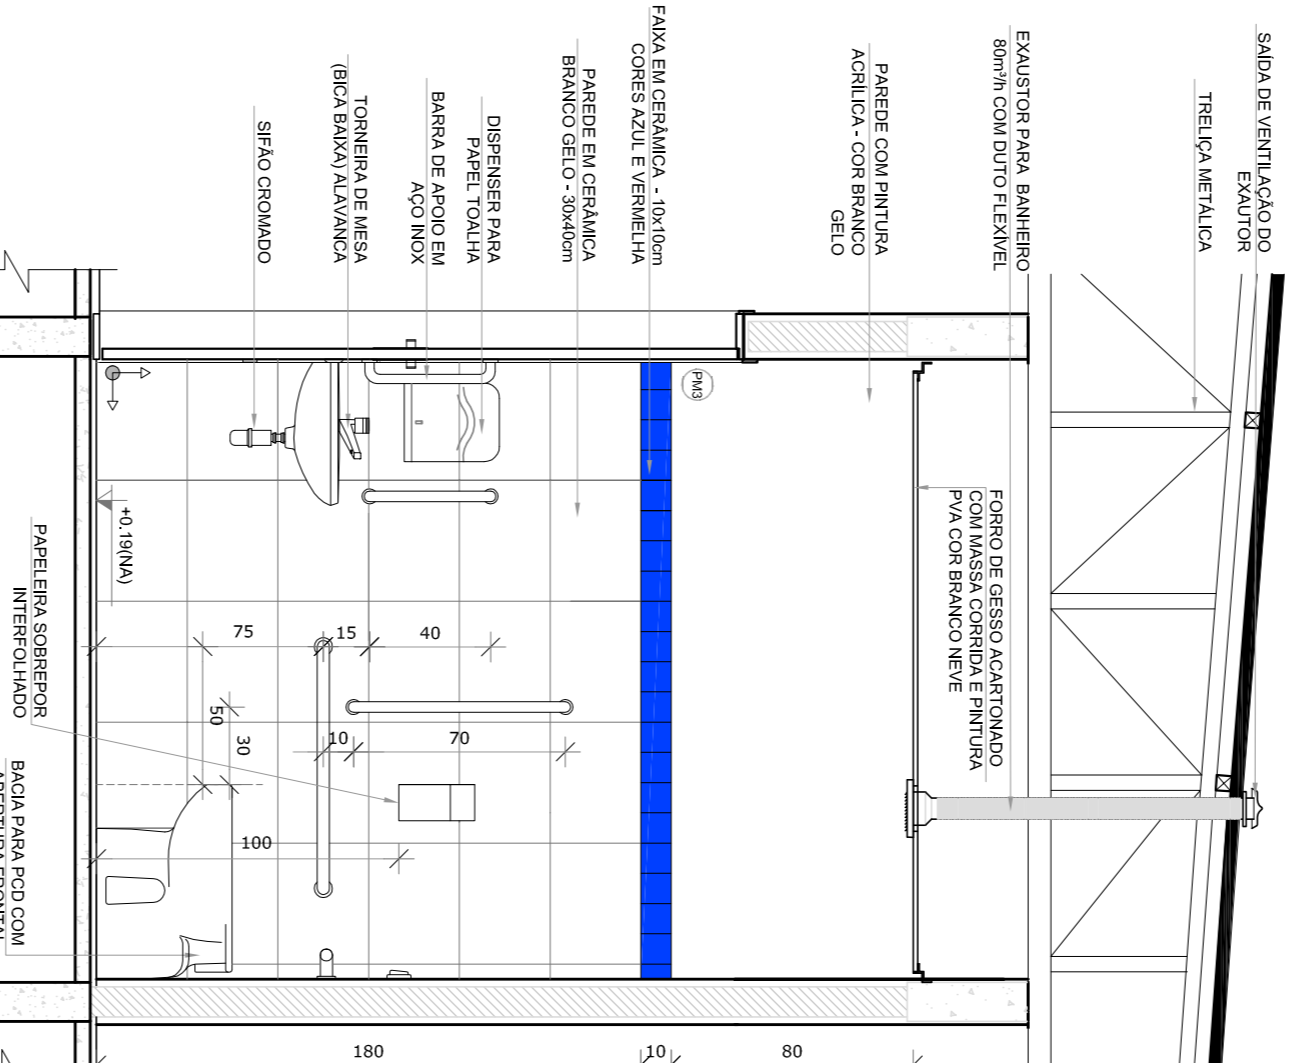 SAÍDA DE VENTILAÇÃO DO
EXAUTOR
TRELIÇA METÁLICA
EXAUSTOR PARA BANHEIRO
80m³/h COM DUTO FLEXÍVEL
PAREDE COM PINTURA
ACRÍLICA - COR BRANCO
GELO
FAIXA EM CERÂMICA - 10x10cm
CORES AZUL E VERMELHA
PAREDE EM CERÂMICA
BRANCO GELO - 30x40cm
DISPENSER PARA
PAPEL TOALHA
BARRA DE APOIO EM
AÇO INOX
TORNEIRA DE MESA
(BICA BAIXA) ALAVANCA
SIFÃO CROMADO
PM3
FORRO DE GESSO ACARTONADO
COM MASSA CORRIDA E PINTURA
PVA COR BRANCO NEVE
+0.19(NA)
75
15
40
50
30
10
70
100
PAPELEIRA SOBREPOR
INTERFOLHADO
BACIA PARA PCD COM
ABERTURA FRONTAL
180
10
80